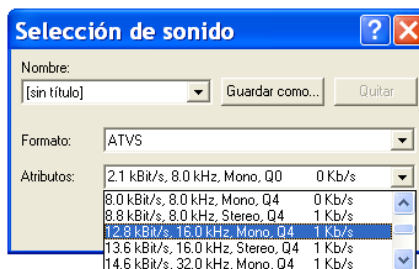 Selección de sonido
Nombre:
[sin título]
Guardar como...
Quitar
Formato:
ATVS
Atributos:
2.1 kBit/s, 8.0 kHz, Mono, Q0 0 Kb/s
8.0 kBit/s, 8.0 kHz, Mono, Q4 0 Kb/s
8.8 kBit/s, 8.0 kHz, Stereo, Q4 1 Kb/s
12.8 kBit/s, 16.0 kHz, Mono, Q4 1 Kb/s
13.6 kBit/s, 16.0 kHz, Stereo, Q4 1 Kb/s
14.6 kBit/s, 32.0 kHz, Mono, Q4 1 Kb/s